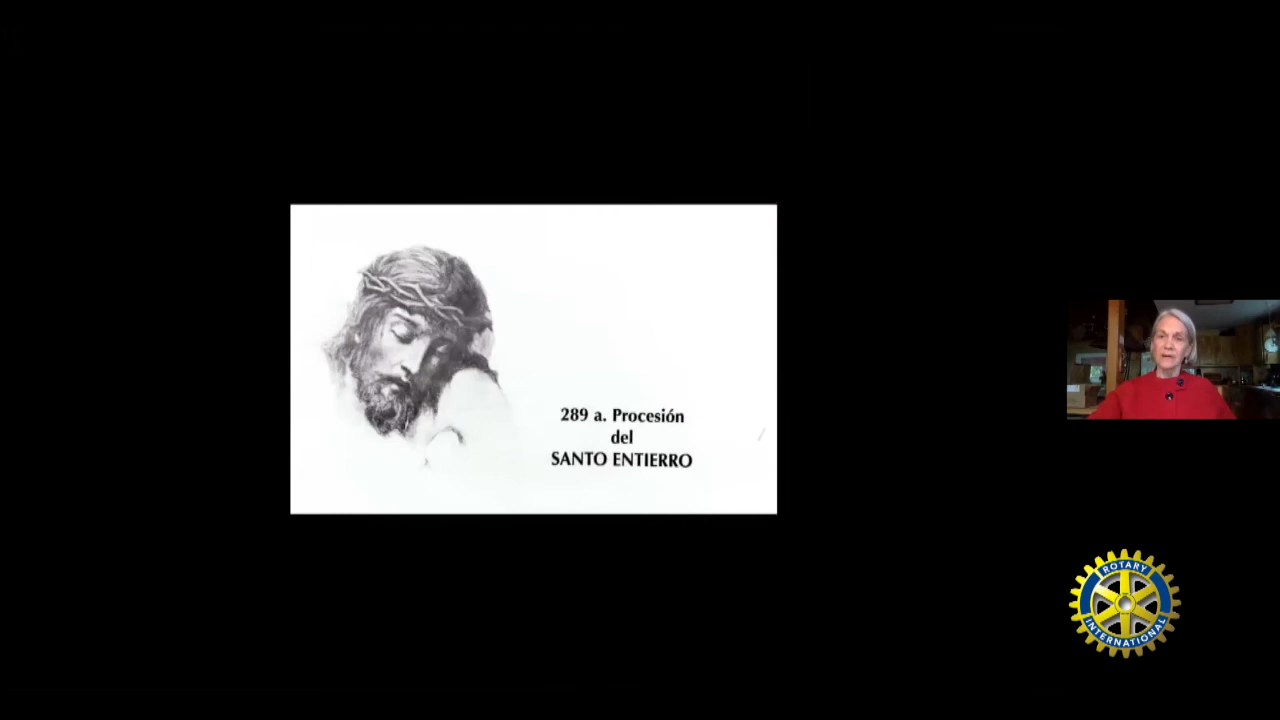 289 a. Procesión
del
SANTO ENTIERRO
ROTARY
INTERNATIONAL